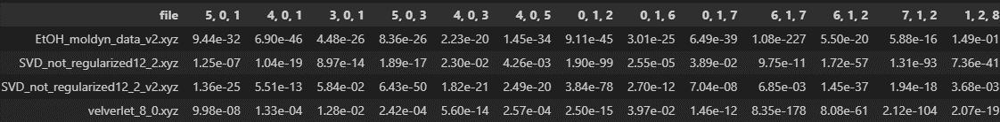 file 5, 0, 1 4, 0, 1 3, 0, 1 5, 0, 3 4, 0, 3 4, 0, 5 0, 1, 2 0, 1, 6 0, 1, 7 6, 1, 7 6, 1, 2 7, 1, 2 1, 2, 8
EtOH_moldyn_data_v2.xyz 9.44e-32 6.90e-46 4.48e-26 8.36e-26 2.23e-20 1.45e-34 9.11e-45 3.01e-25 6.49e-39 1.08e-227 5.50e-20 5.88e-16 1.49e-01
SVD_not_regularized12_2.xyz 1.25e-07 1.04e-19 8.97e-14 1.89e-17 2.30e-02 4.26e-03 1.90e-99 2.55e-05 3.89e-02 9.75e-11 1.72e-57 1.31e-93 7.36e-41
SVD_not_regularized12_2_v2.xyz 1.36e-25 5.51e-13 5.84e-02 6.43e-50 1.82e-21 2.49e-20 3.84e-78 2.70e-12 7.04e-08 6.85e-03 1.45e-37 1.94e-18 3.68e-03
velverlet_8_0.xyz 9.98e-08 1.33e-04 1.28e-02 2.42e-04 5.60e-14 2.57e-04 2.50e-15 3.97e-02 1.46e-12 8.35e-178 8.08e-61 2.12e-104 2.07e-19